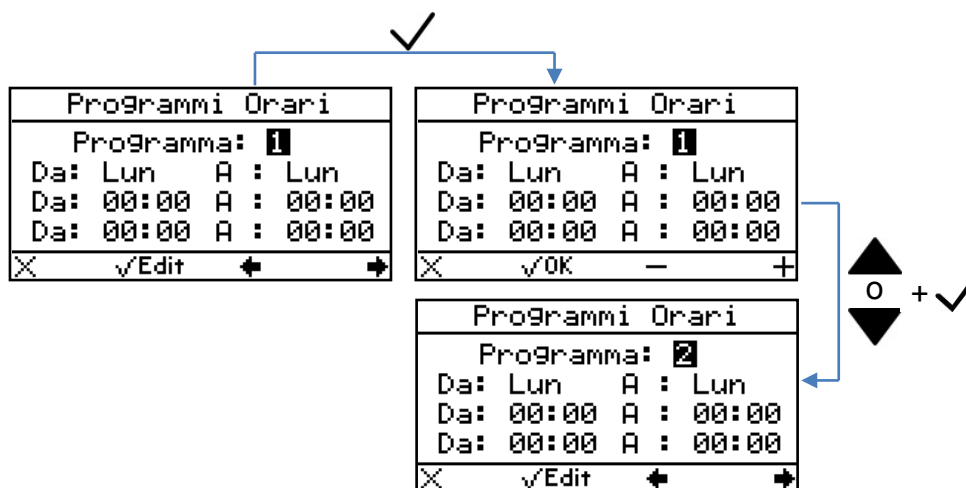 Programmi Orari
Programma: 1
Da: Lun A : Lun
Da: 00:00 A : 00:00
Da: 00:00 A : 00:00
X √Edit ← →
Programmi Orari
Programma: 1
Da: Lun A : Lun
Da: 00:00 A : 00:00
Da: 00:00 A : 00:00
X √OK — +
o + ✓
Programmi Orari
Programma: 2
Da: Lun A : Lun
Da: 00:00 A : 00:00
Da: 00:00 A : 00:00
X √Edit ← →